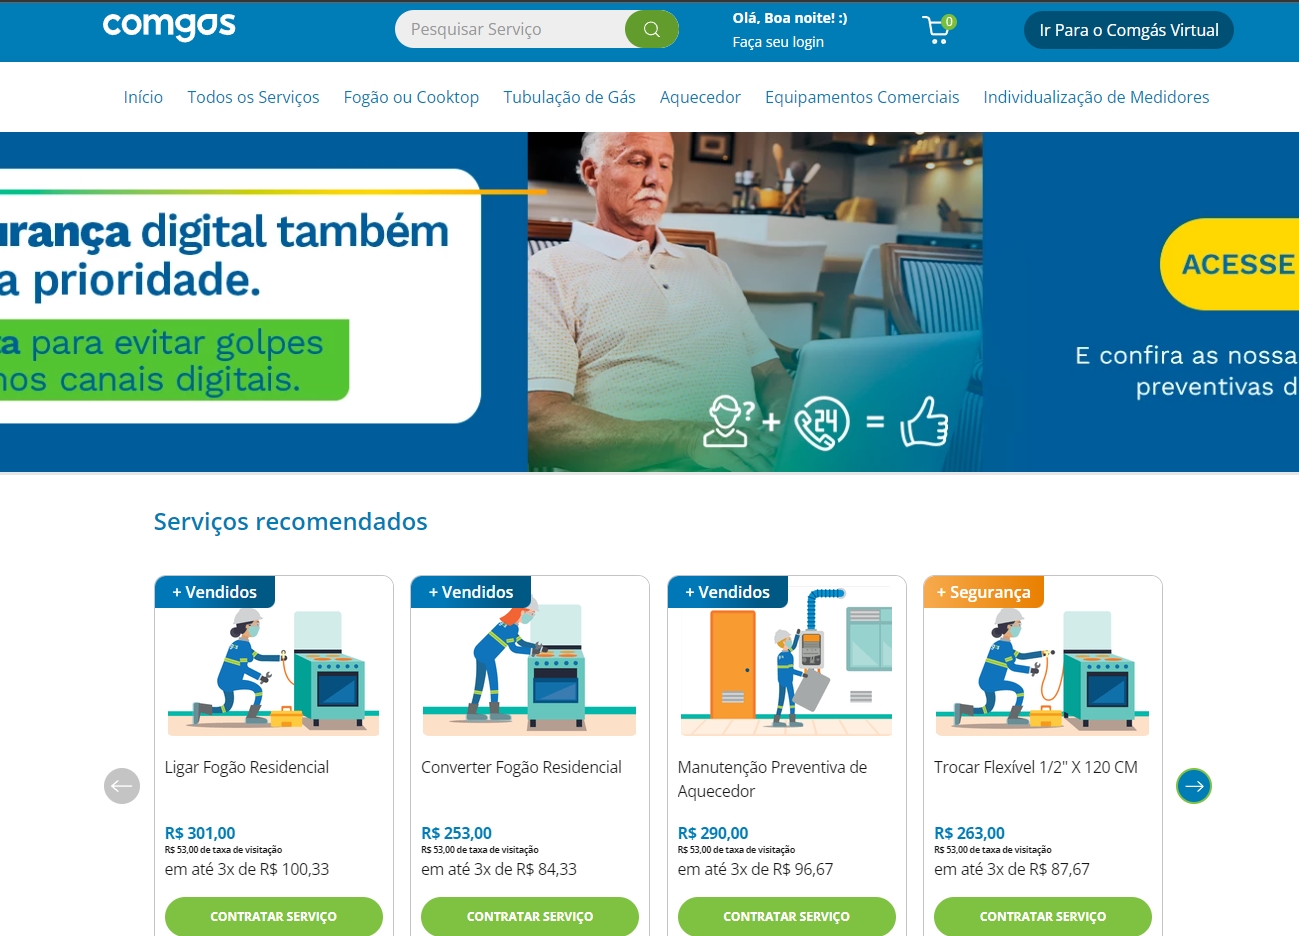 comgas
Pesquisar Serviço
Olá, Boa noite! :)
Faça seu login
0
Ir Para o Comgás Virtual
Início
Todos os Serviços
Fogão ou Cooktop
Tubulação de Gás
Aquecedor
Equipamentos Comerciais
Individualização de Medidores
urança digital também
a prioridade.
ta para evitar golpes
nos canais digitais.
? + 24 =
ACESSE
E confira as nossa
preventivas d
Serviços recomendados
+ Vendidos
Ligar Fogão Residencial
R$ 301,00
R$ 53,00 de taxa de visitação
em até 3x de R$ 100,33
CONTRATAR SERVIÇO
+ Vendidos
Converter Fogão Residencial
R$ 253,00
R$ 53,00 de taxa de visitação
em até 3x de R$ 84,33
CONTRATAR SERVIÇO
+ Vendidos
Manutenção Preventiva de
Aquecedor
R$ 290,00
R$ 53,00 de taxa de visitação
em até 3x de R$ 96,67
CONTRATAR SERVIÇO
+ Segurança
Trocar Flexível 1/2" X 120 CM
R$ 263,00
R$ 53,00 de taxa de visitação
em até 3x de R$ 87,67
CONTRATAR SERVIÇO